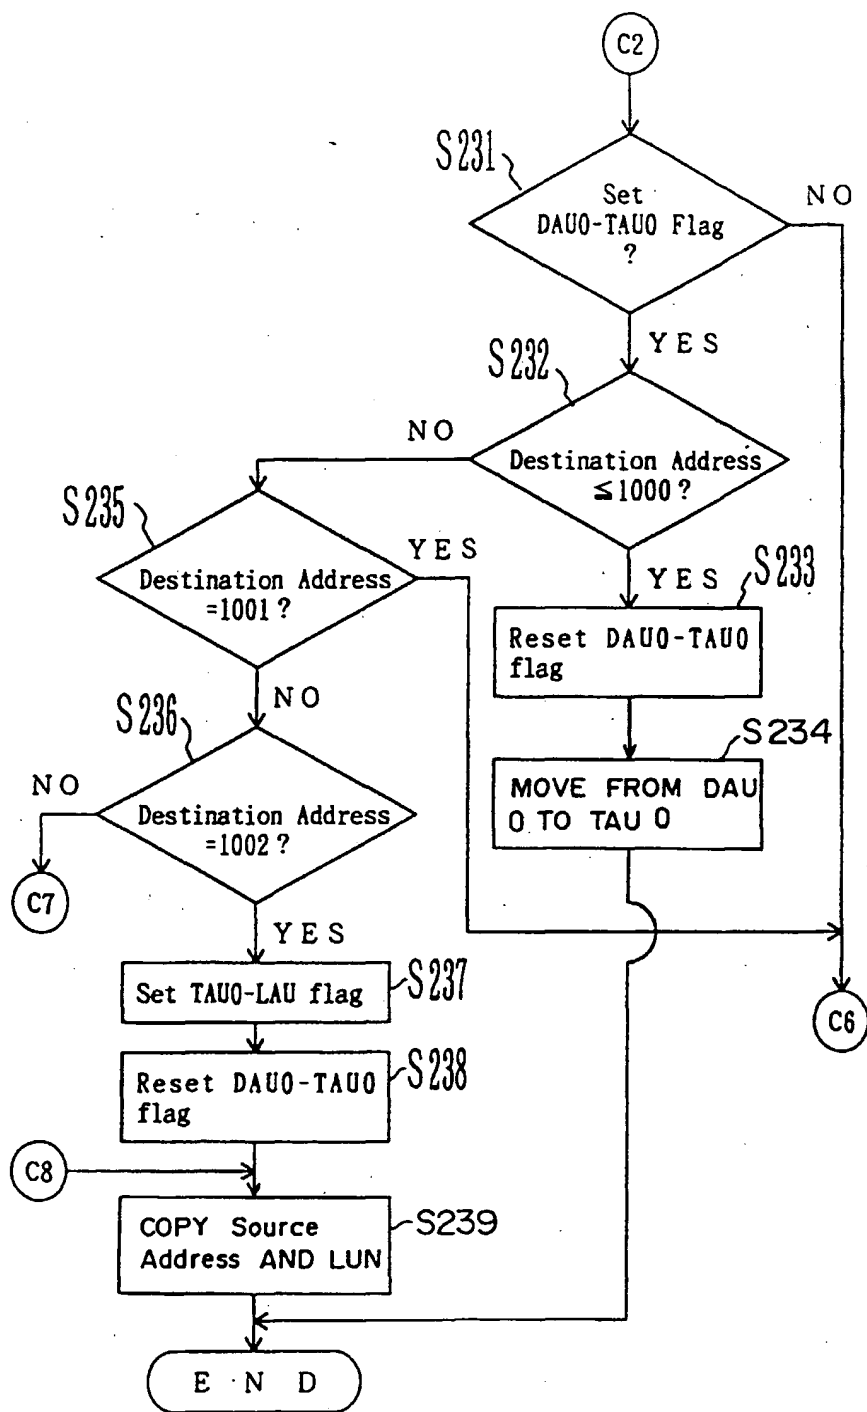 C2
S231
Set
DAU0-TAU0 Flag
?
NO
YES
S232
NO
Destination Address
≦1000?
S235
YES
YES
S233
Destination Address
=1001?
Reset DAU0-TAU0
flag
NO
S236
S234
NO
MOVE FROM DAU
0 TO TAU 0
Destination Address
=1002?
C7
YES
Set TAU0-LAU flag
S237
C6
Reset DAU0-TAU0
flag
S238
C8
COPY Source
Address AND LUN
S239
END